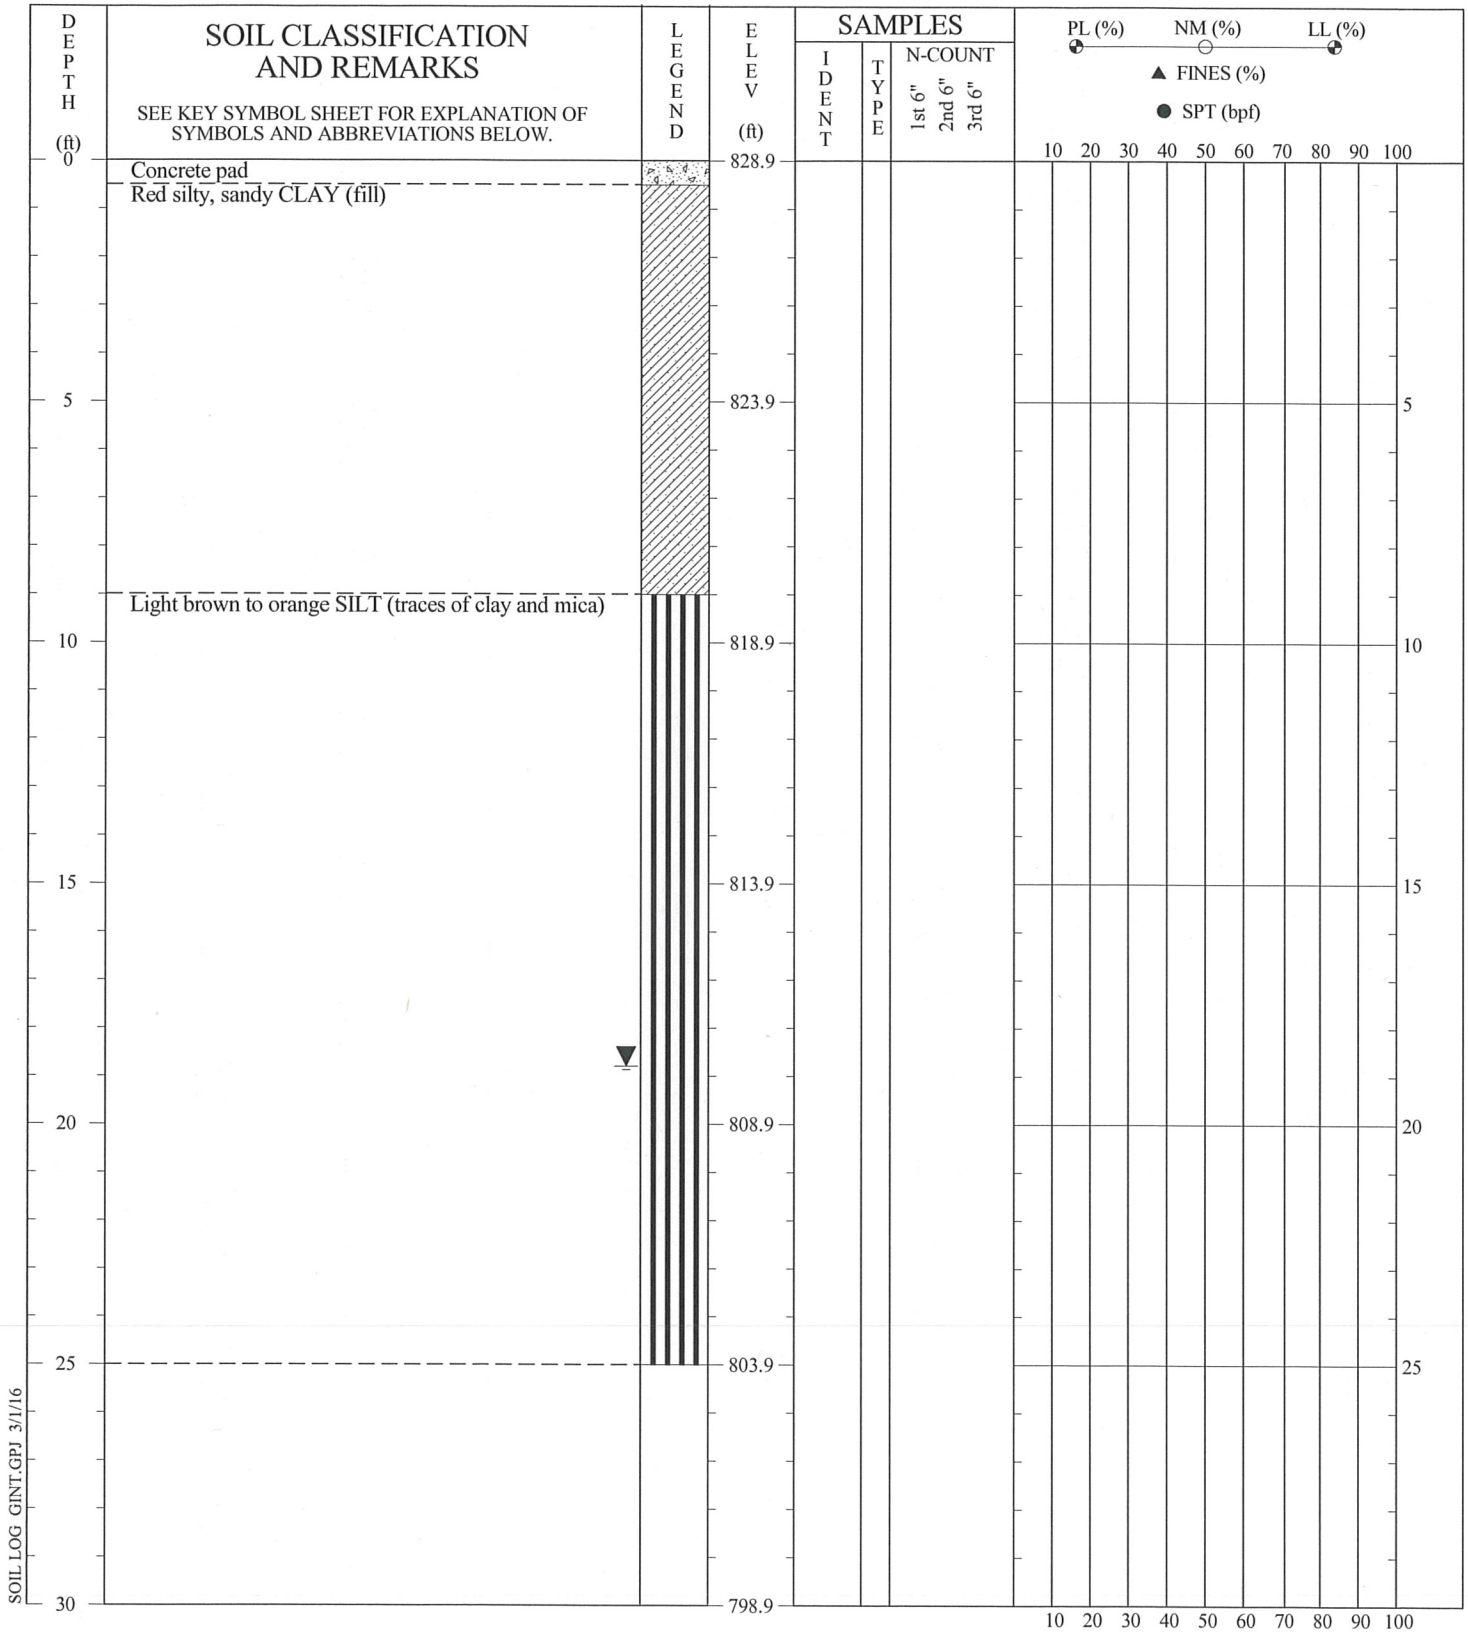 DEPTH
(ft)
SOIL CLASSIFICATION
AND REMARKS
SEE KEY SYMBOL SHEET FOR EXPLANATION OF
SYMBOLS AND ABBREVIATIONS BELOW.
LEGEND
ELEV
(ft)
SAMPLES
IDENT
TYPE
N-COUNT
1st 6"
2nd 6"
3rd 6"
PL (%) NM (%) LL (%)
▲ FINES (%)
● SPT (bpf)
10 20 30 40 50 60 70 80 90 100
0 828.9
Concrete pad
Red silty, sandy CLAY (fill)
5 823.9 5
Light brown to orange SILT (traces of clay and mica)
10 818.9 10
15 813.9 15
20 808.9 20
25 803.9 25
30 798.9
10 20 30 40 50 60 70 80 90 100
SOIL LOG GINT.GPJ 3/1/16